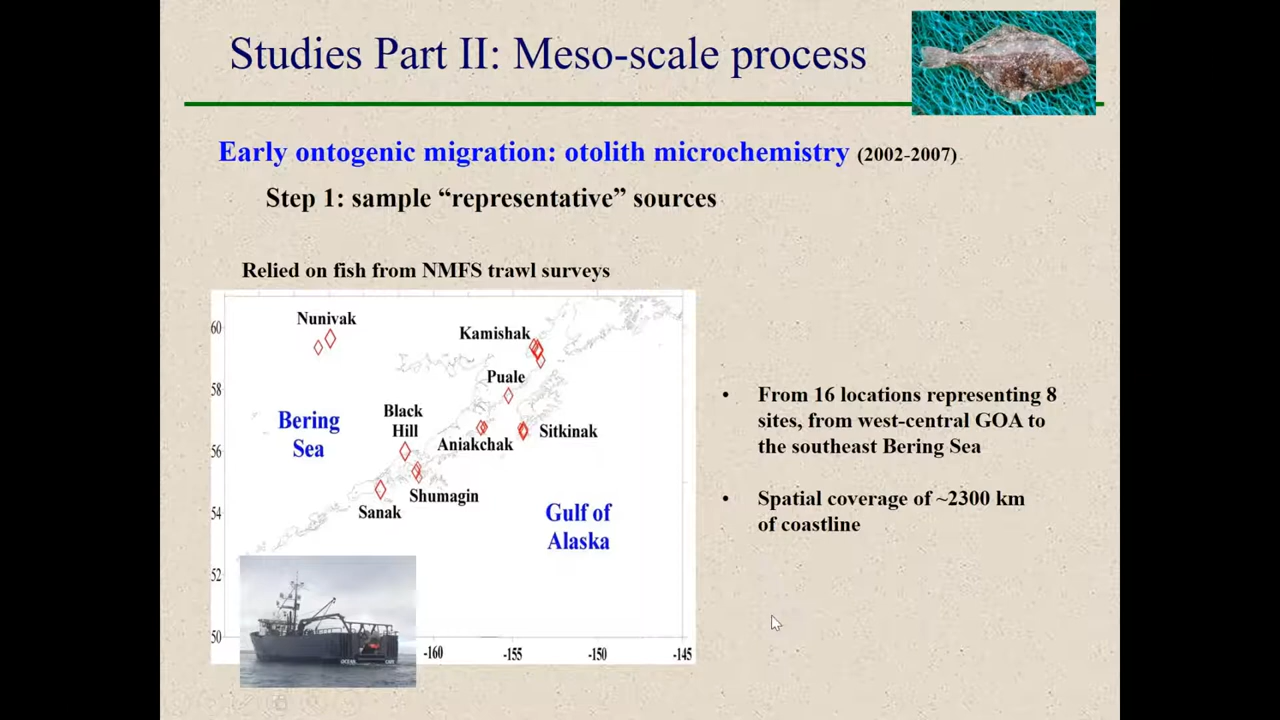 Studies Part II: Meso-scale process
Early ontogenic migration: otolith microchemistry (2002-2007)
Step 1: sample “representative” sources
Relied on fish from NMFS trawl surveys
60
58
56
54
52
50
Nunivak
Kamishak
Puale
Bering
Sea
Black
Hill
Aniakchak
Sitkinak
Shumagin
Sanak
Gulf of
Alaska
-160
-155
-150
-145
• From 16 locations representing 8
sites, from west-central GOA to
the southeast Bering Sea
• Spatial coverage of ~2300 km
of coastline